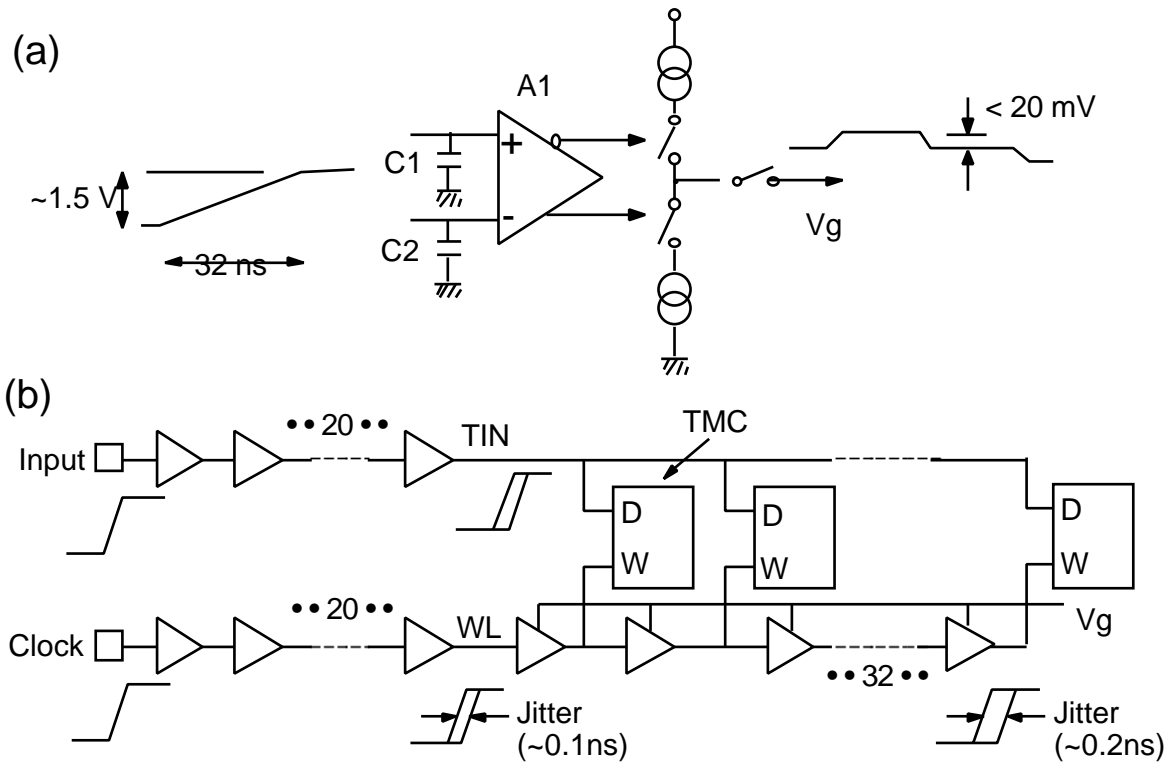 (a)
A1
< 20 mV
+
C1
~1.5 V
-
C2
Vg
32 ns
(b)
•• 20 ••
TIN
TMC
Input
D
D
D
W
W
W
•• 20 ••
Vg
Clock
WL
•• 32 ••
Jitter
(~0.1ns)
Jitter
(~0.2ns)